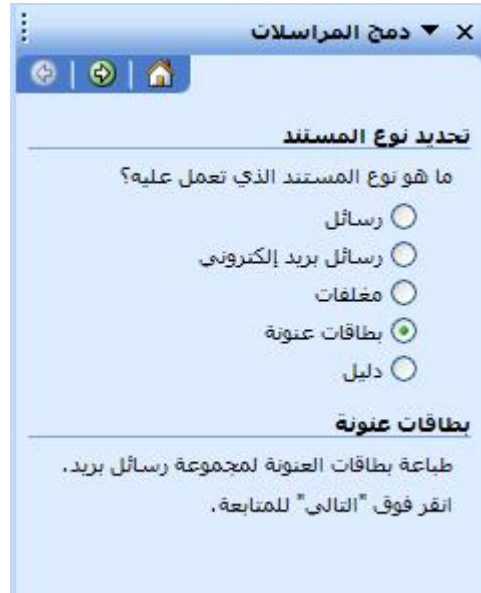 دمج المراسلات
تحديد نوع المستند
ما هو نوع المستند الذي تعمل عليه؟
رسائل
رسائل بريد إلكتروني
مغلفات
بطاقات عنونة
دليل
بطاقات عنونة
طباعة بطاقات العنونة لمجموعة رسائل بريد.
انقر فوق "التالي" للمتابعة.